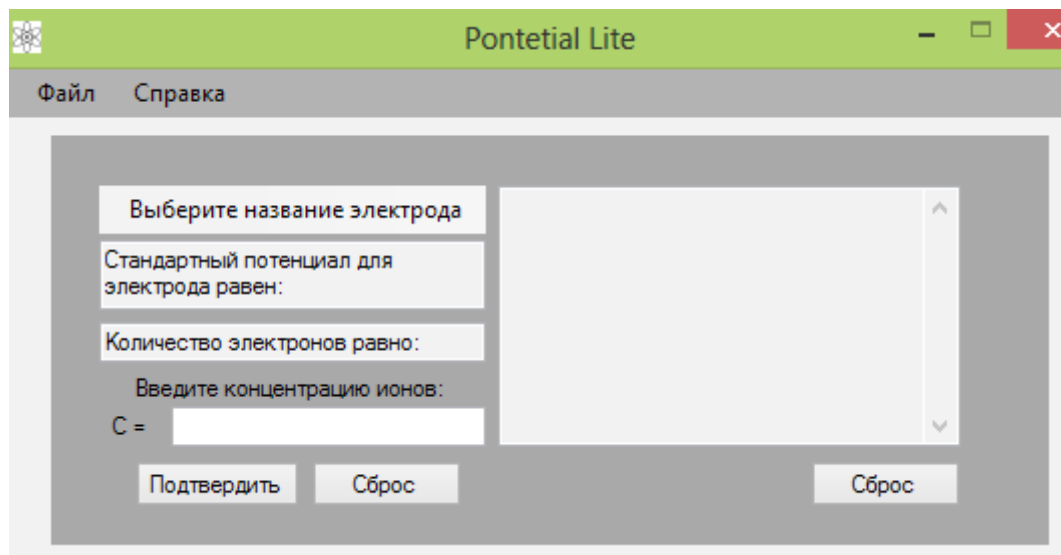 Pontetial Lite
Файл Справка
Выберите название электрода
Стандартный потенциал для
электрода равен:
Количество электронов равно:
Введите концентрацию ионов:
C =
Подтвердить Сброс Сброс